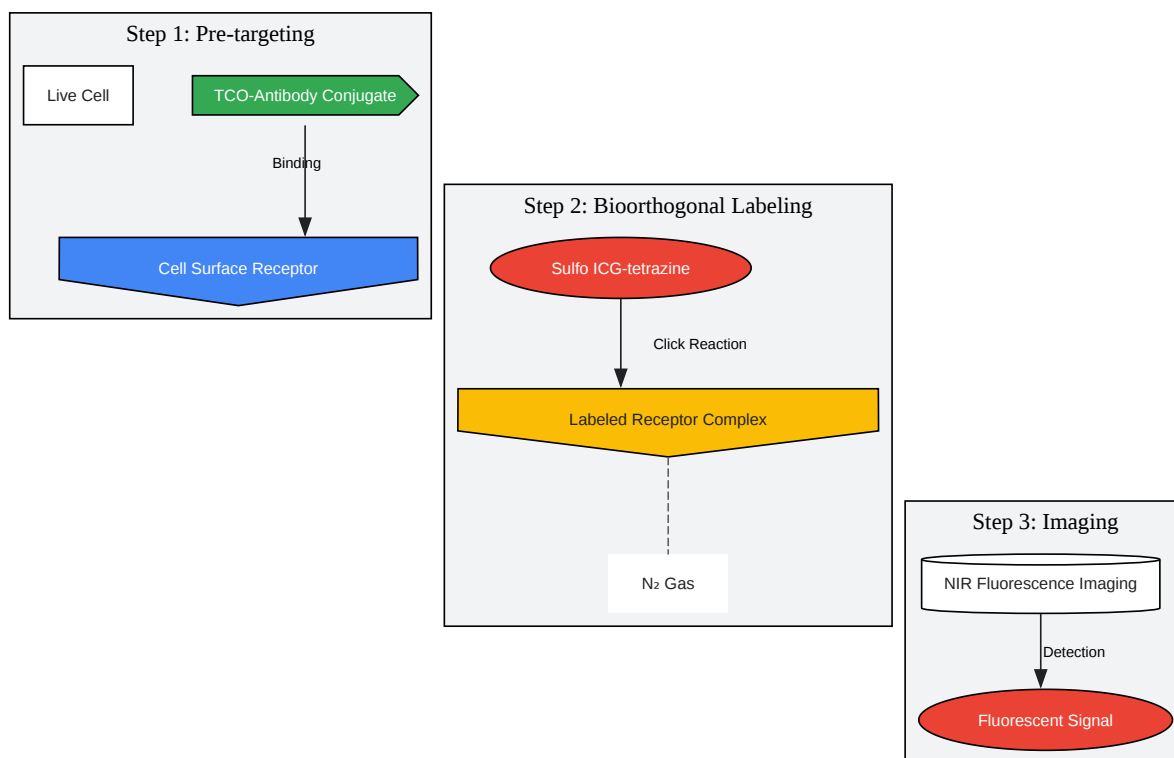 Step 1: Pre-targeting
Live Cell
TCO-Antibody Conjugate
Binding
Cell Surface Receptor
Step 2: Bioorthogonal Labeling
Sulfo ICG-tetrazine
Click Reaction
Labeled Receptor Complex
N₂ Gas
Step 3: Imaging
NIR Fluorescence Imaging
Detection
Fluorescent Signal